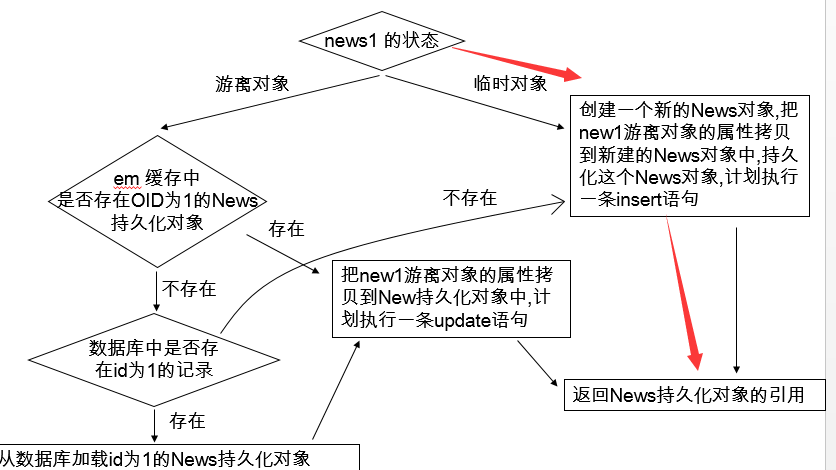 news1 的状态
游离对象
临时对象
创建一个新的News对象,把
new1游离对象的属性拷贝
到新建的News对象中,持久
化这个News对象,计划执行
一条insert语句
em 缓存中
是否存在OID为1的News
持久化对象
不存在
存在
把new1游离对象的属性拷
贝到New持久化对象中,计
划执行一条update语句
不存在
数据库中是否存
在id为1的记录
返回News持久化对象的引用
存在
从数据库加载id为1的News持久化对象